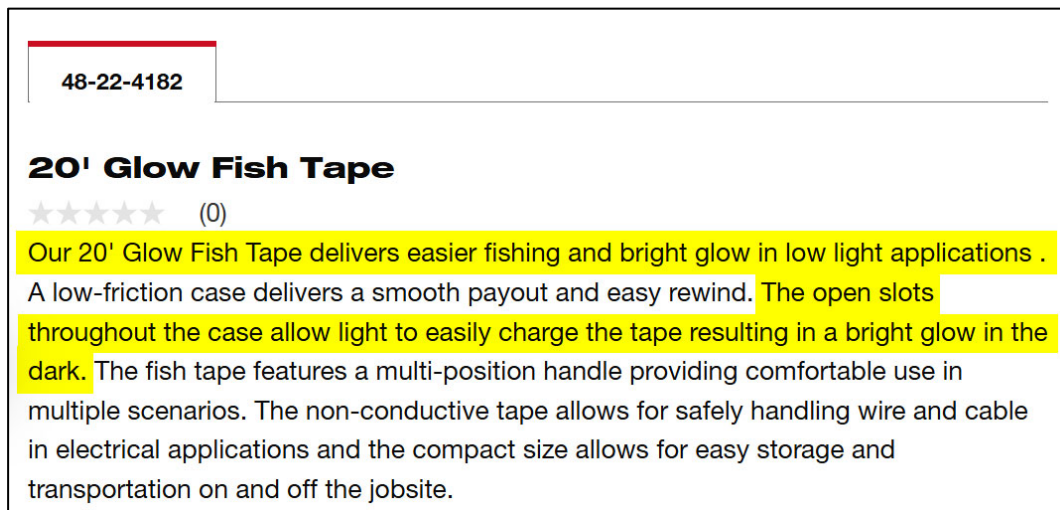 48-22-4182
20' Glow Fish Tape
(0)
Our 20' Glow Fish Tape delivers easier fishing and bright glow in low light applications .
A low-friction case delivers a smooth payout and easy rewind. The open slots
throughout the case allow light to easily charge the tape resulting in a bright glow in the
dark. The fish tape features a multi-position handle providing comfortable use in
multiple scenarios. The non-conductive tape allows for safely handling wire and cable
in electrical applications and the compact size allows for easy storage and
transportation on and off the jobsite.